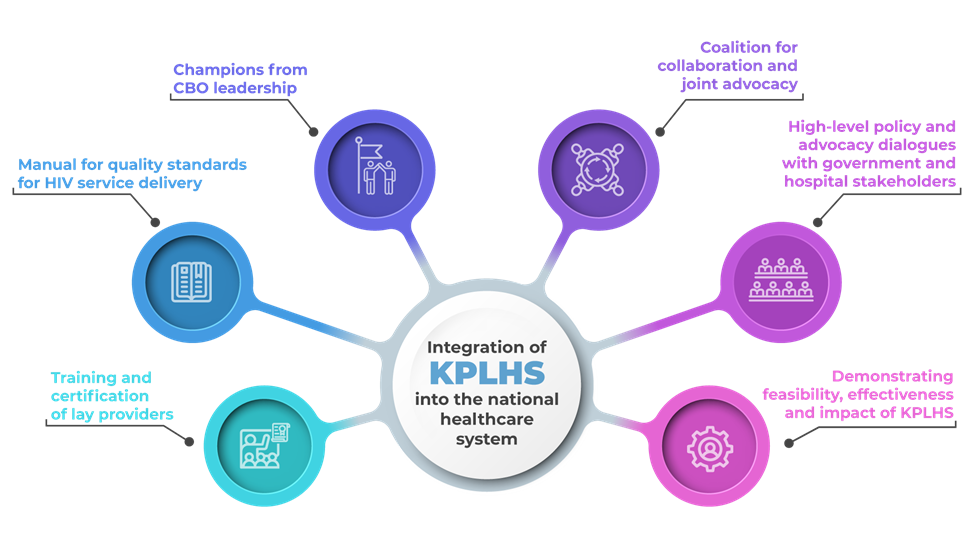 Champions from
CBO leadership
Coalition for
collaboration and
joint advocacy
Manual for quality standards
for HIV service delivery
High-level policy and
advocacy dialogues
with government and
hospital stakeholders
Integration of
KPLHS
into the national
healthcare
system
Training and
certification
of lay providers
Demonstrating
feasibility, effectiveness
and impact of KPLHS